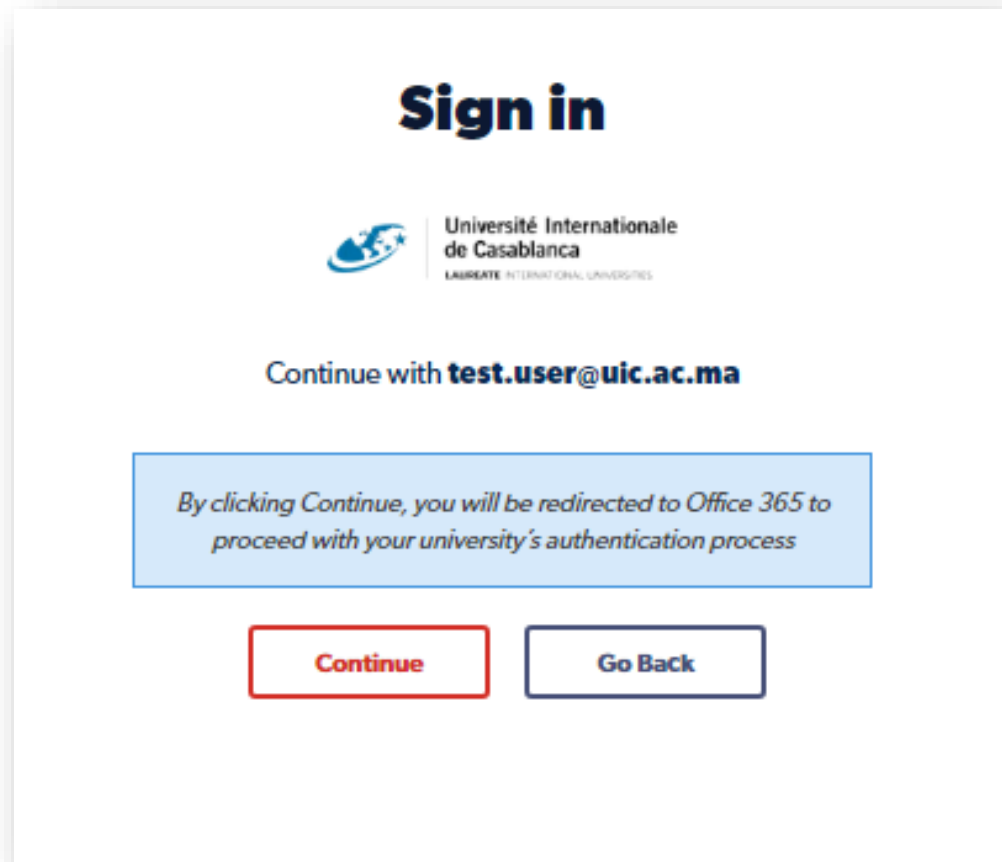 Sign in
Université Internationale
de Casablanca
LAUREATE INTERNATIONAL UNIVERSITIES
Continue with test.user@uic.ac.ma
By clicking Continue, you will be redirected to Office 365 to
proceed with your university's authentication process
Continue
Go Back